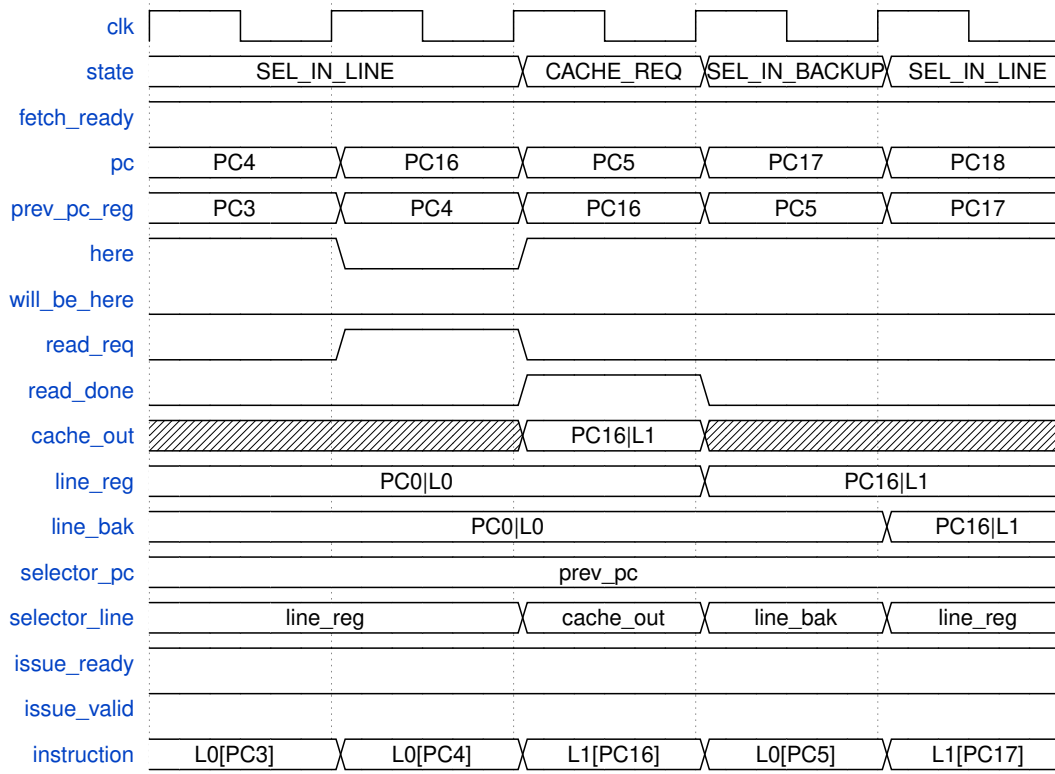 clk
state SEL_IN_LINE CACHE_REQ SEL_IN_BACKUP SEL_IN_LINE
fetch_ready
pc PC4 PC16 PC5 PC17 PC18
prev_pc_reg PC3 PC4 PC16 PC5 PC17
here
will_be_here
read_req
read_done
cache_out PC16|L1
line_reg PC0|L0 PC16|L1
line_bak PC0|L0 PC16|L1
selector_pc prev_pc
selector_line line_reg cache_out line_bak line_reg
issue_ready
issue_valid
instruction L0[PC3] L0[PC4] L1[PC16] L0[PC5] L1[PC17]